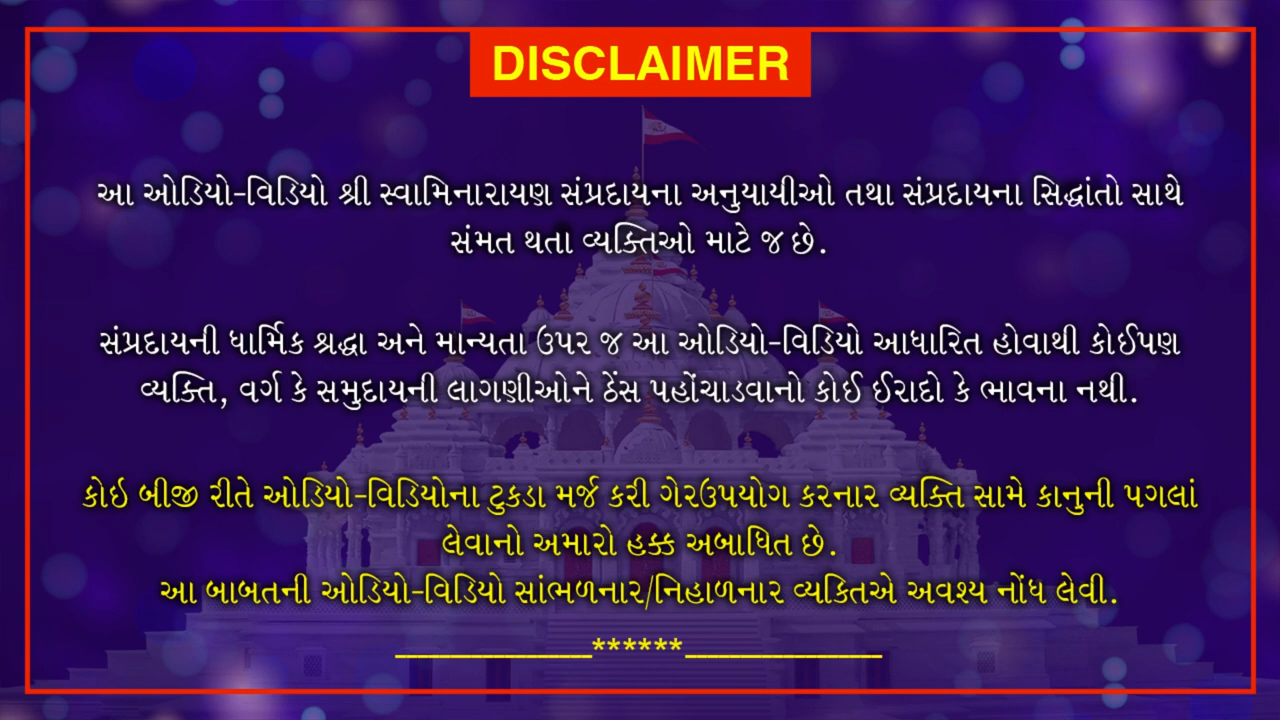 DISCLAIMER
આ ઓડિયો-વિડિયો શ્રી સ્વામિનારાયણ સંપ્રદાયના અનુયાયીઓ તથા સંપ્રદાયના સિદ્ધાંતો સાથે
સંમત થતા વ્યક્તિઓ માટે જ છે.
સંપ્રદાયની ધાર્મિક શ્રદ્ધા અને માન્યતા ઉપર જ આ ઓડિયો-વિડિયો આધારિત હોવાથી કોઈપણ
વ્યક્તિ, વર્ગ કે સમુદાયની લાગણીઓને ઠેંસ પહોંચાડવાનો કોઈ ઈરાદો કે ભાવના નથી.
કોઇ બીજી રીતે ઓડિયો-વિડિયોના ટુકડા મર્જ કરી ગેરઉપયોગ કરનાર વ્યક્તિ સામે કાનુની પગલાં
લેવાનો અમારો હક્ક અબાધિત છે.
આ બાબતની ઓડિયો-વિડિયો સાંભળનાર/નિહાળનાર વ્યકિતએ અવશ્ય નોંધ લેવી.
_________________******_________________